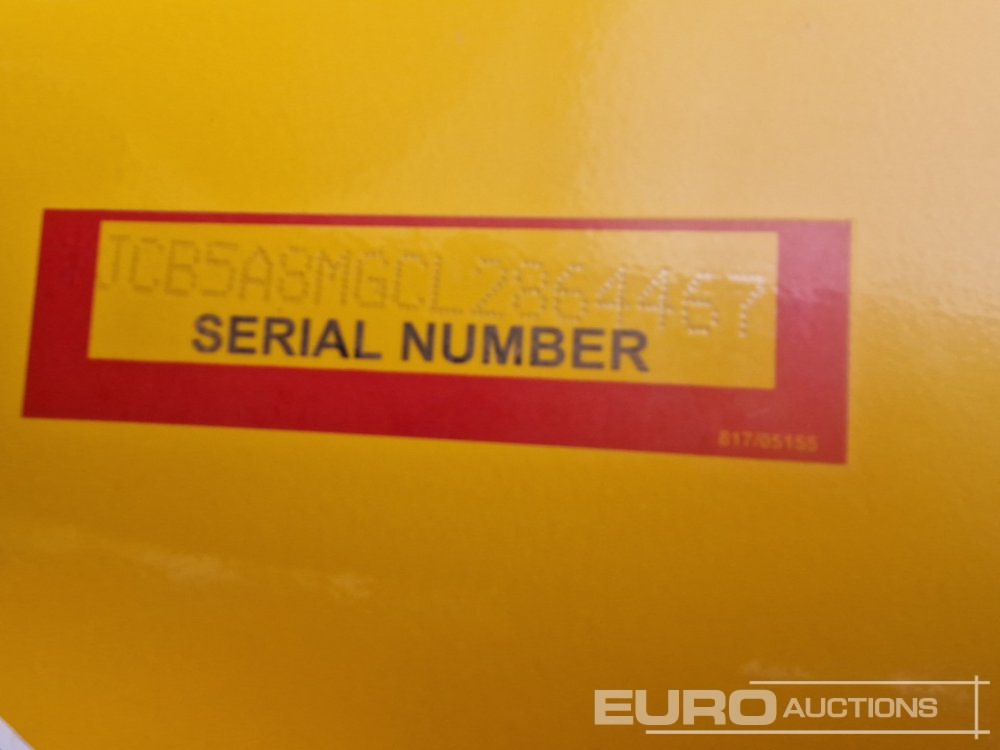 JCB5A8MGCL2864467
SERIAL NUMBER
817/05155
EURO AUCTIONS